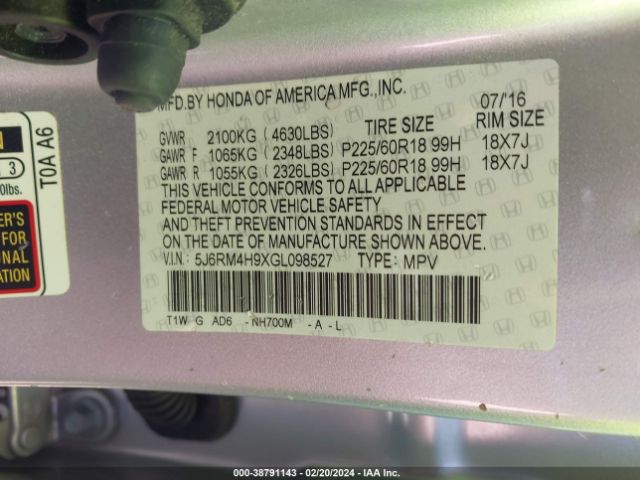 MFD.BY HONDA OF AMERICA MFG.,INC. 07/'16
GVWR 2100KG (4630LBS) TIRE SIZE RIM SIZE
GAWR F 1065KG (2348LBS) P225/60R18 99H 18X7J
GAWR R 1055KG (2326LBS) P225/60R18 99H 18X7J
THIS VEHICLE CONFORMS TO ALL APPLICABLE
FEDERAL MOTOR VEHICLE SAFETY
AND THEFT PREVENTION STANDARDS IN EFFECT
ON THE DATE OF MANUFACTURE SHOWN ABOVE.
V.I.N.: 5J6RM4H9XGL098527 TYPE: MPV
T1W G AD6 - NH700M - A - L
T0A A6
3
0lbs.
000-38791143 - 02/20/2024 - IAA Inc.